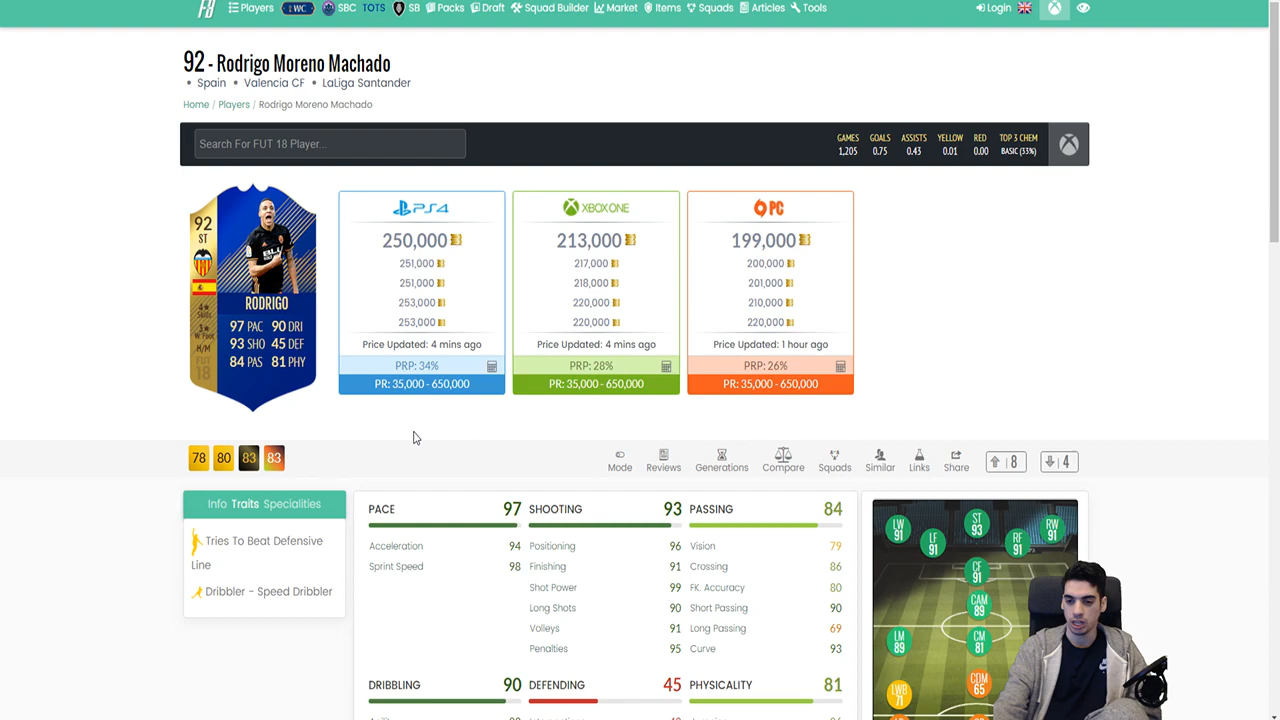 F8 Players WC SBC TOTS SB Packs Draft Squad Builder Market Items Squads Articles Tools Login
92 - Rodrigo Moreno Machado
• Spain • Valencia CF • LaLiga Santander
Home / Players / Rodrigo Moreno Machado
Search For FUT 18 Player...
GAMES GOALS ASSISTS YELLOW RED TOP 3 CHEM
1,205 0.75 0.43 0.01 0.00 BASIC (33%)
92
ST
RODRIGO
4★
Skills
3★
W. Foot
H/M
FUT
18
97 PAC 90 DRI
93 SHO 45 DEF
84 PAS 81 PHY
PS4
250,000
251,000
251,000
253,000
253,000
Price Updated: 4 mins ago
PRP: 34%
PR: 35,000 - 650,000
XBOX ONE
213,000
217,000
218,000
220,000
220,000
Price Updated: 4 mins ago
PRP: 28%
PR: 35,000 - 650,000
PC
199,000
200,000
201,000
210,000
220,000
Price Updated: 1 hour ago
PRP: 26%
PR: 35,000 - 650,000
78 80 83 83
Mode Reviews Generations Compare Squads Similar Links Share 8 4
Info Traits Specialities
Tries To Beat Defensive
Line
Dribbler - Speed Dribbler
PACE 97
Acceleration 94
Sprint Speed 98
SHOOTING 93
Positioning 96
Finishing 91
Shot Power 99
Long Shots 90
Volleys 91
Penalties 95
PASSING 84
Vision 79
Crossing 86
FK. Accuracy 80
Short Passing 90
Long Passing 69
Curve 93
DRIBBLING 90
DEFENDING 45
PHYSICALITY 81
LW
91
LF
91
ST
93
RF
91
RW
91
CF
91
CAM
89
LM
89
CM
81
CDM
65
LWB
71